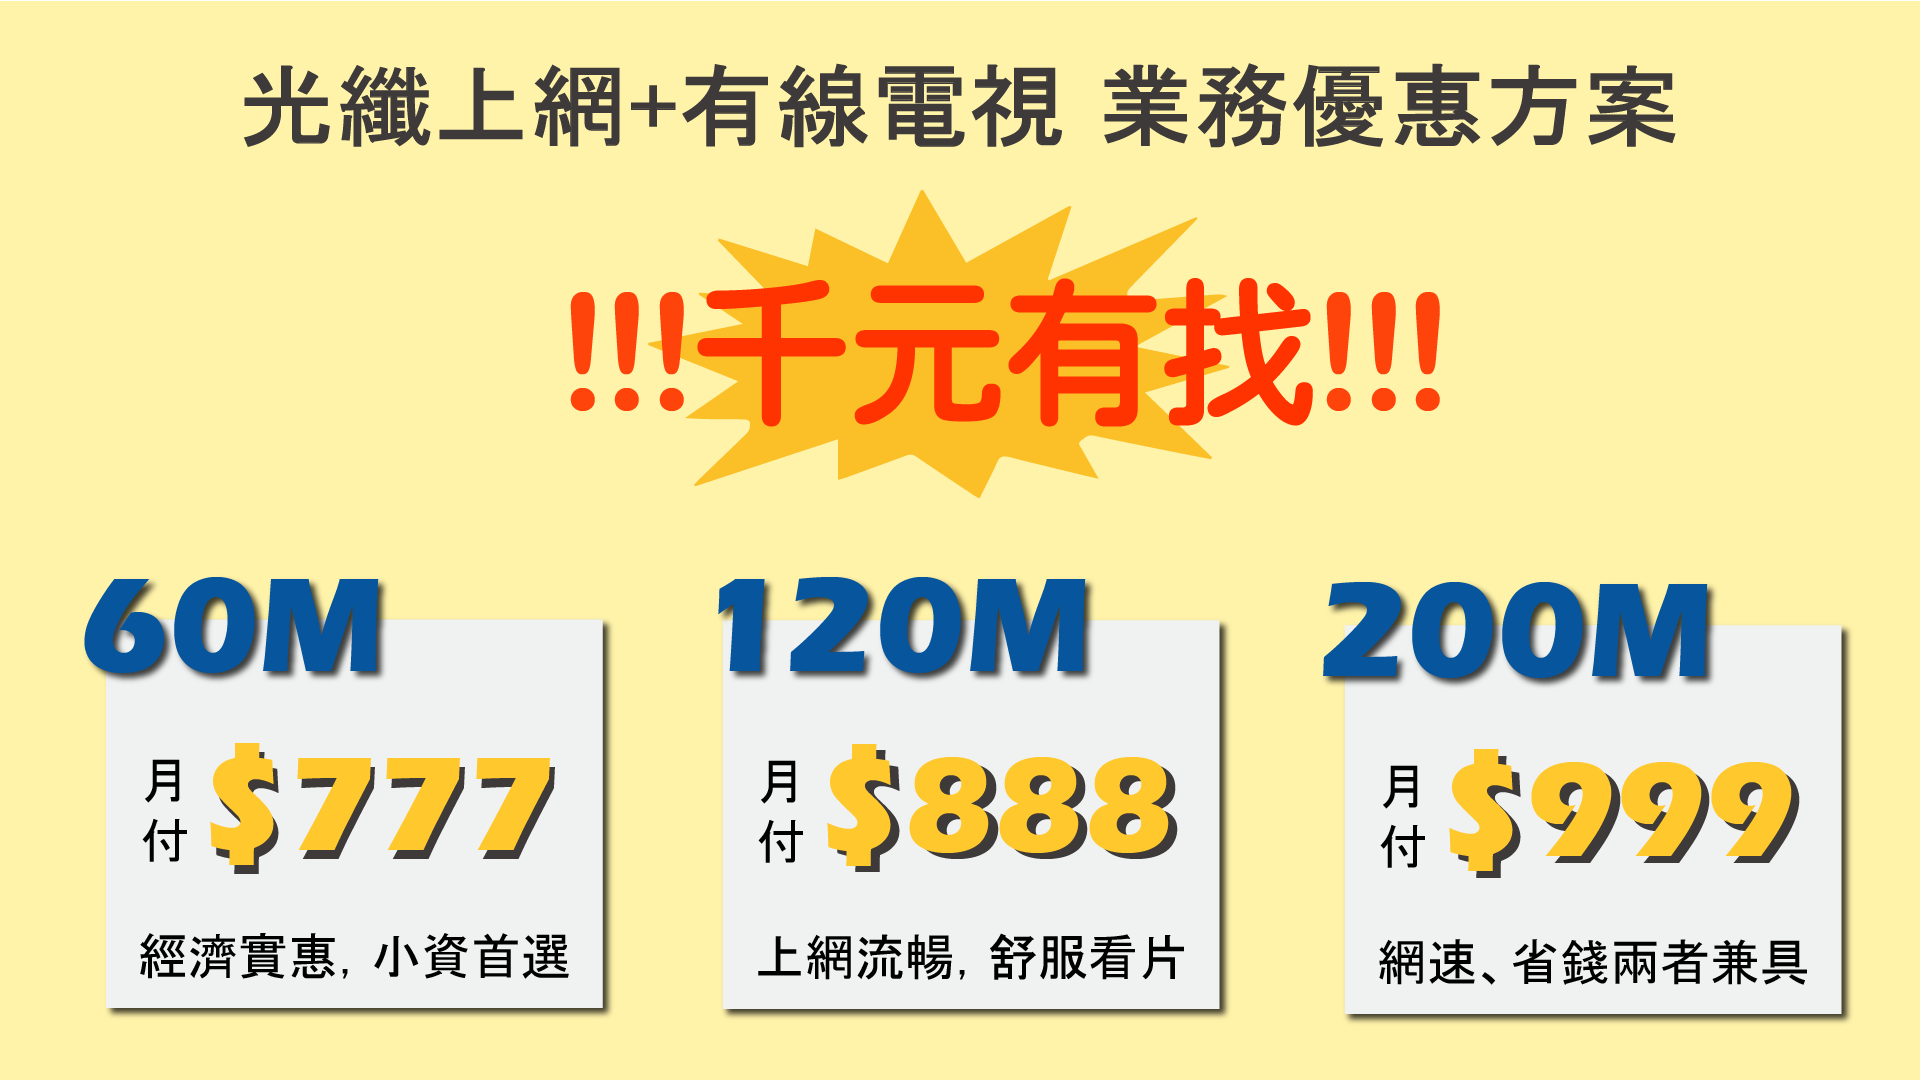 光纖上網+有線電視 業務優惠方案
!!!千元有找!!!
60M
月付 $777
經濟實惠, 小資首選
120M
月付 $888
上網流暢, 舒服看片
200M
月付 $999
網速、省錢兩者兼具